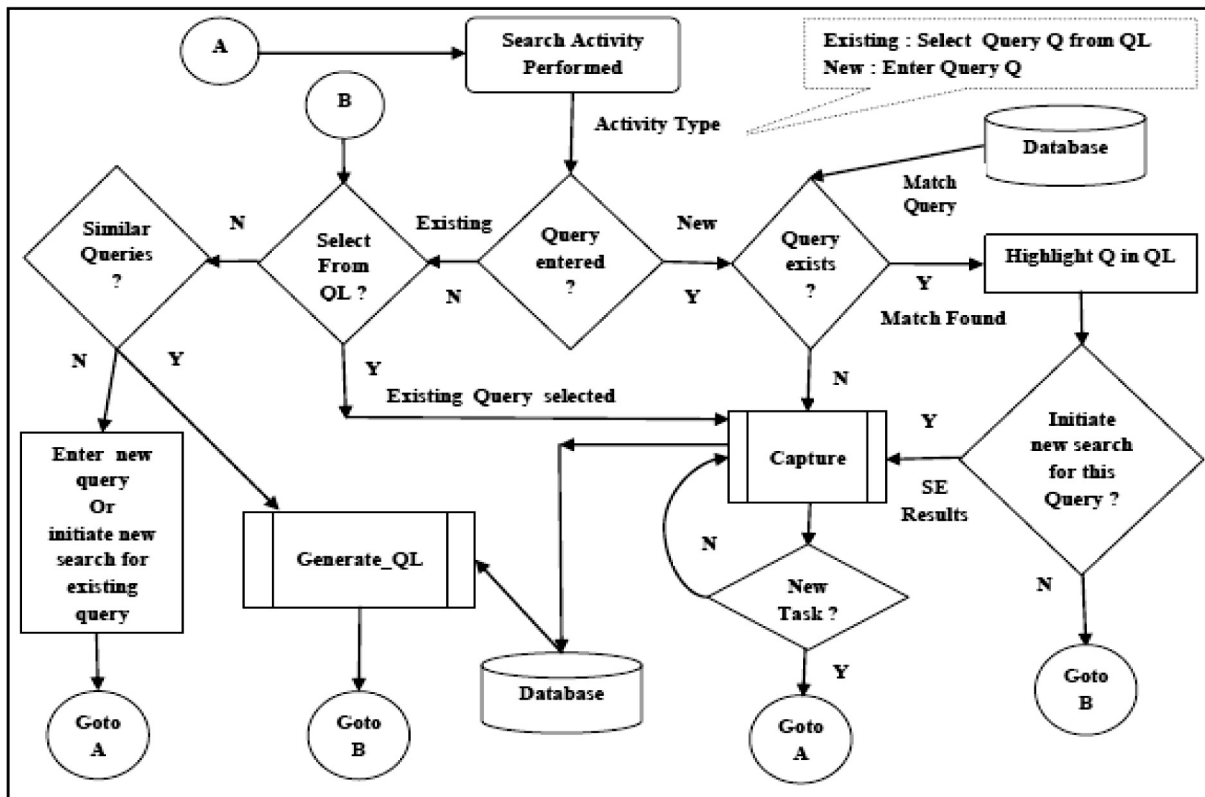 A
Search Activity
Performed
Existing : Select Query Q from QL
New : Enter Query Q
B
Activity Type
Database
Match
Query
Similar
Queries
?
N
Select
From
QL ?
Existing
N
Query
entered
?
New
Y
Query
exists
?
Y
Match Found
Highlight Q in QL
N
Y
Y
Existing Query selected
N
Enter new
query
Or
initiate new
search for
existing
query
Generate_QL
Capture
Y
SE
Results
Initiate
new search
for this
Query ?
N
New
Task ?
N
Y
Database
Goto
A
Goto
B
Goto
A
Goto
B